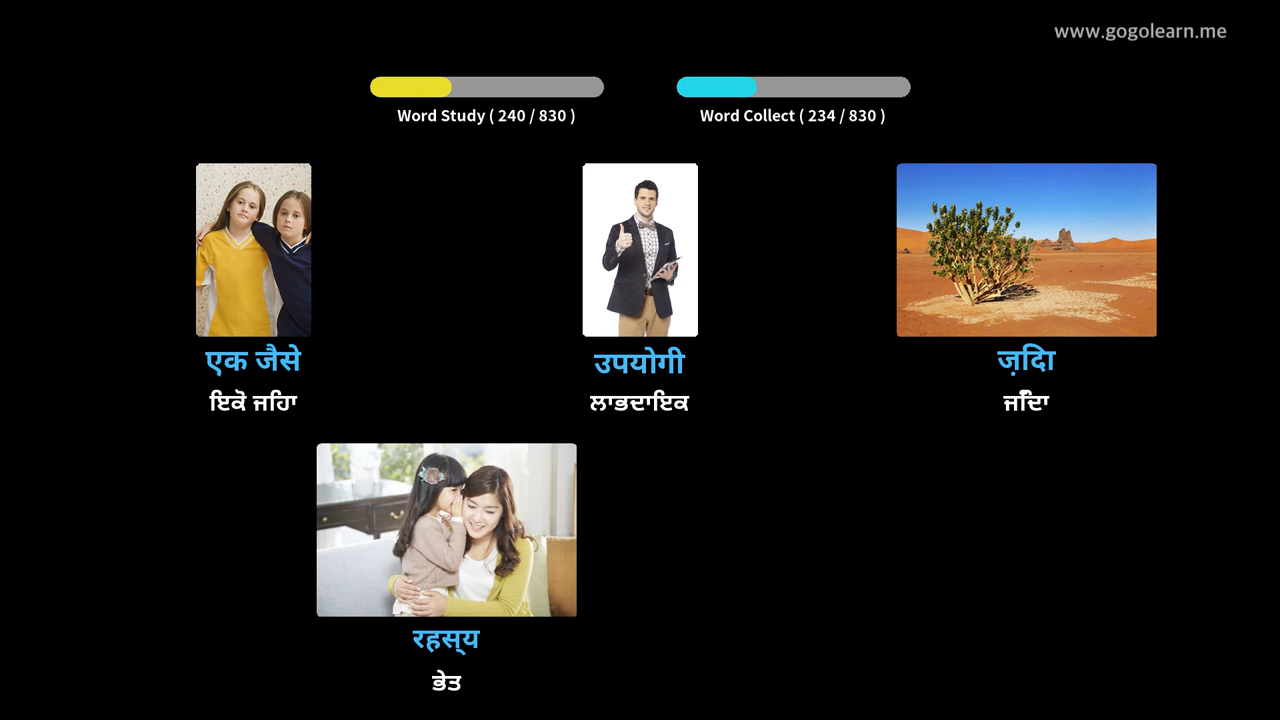 www.gogolearn.me
Word Study ( 240 / 830 )
Word Collect ( 234 / 830 )
एक जैसे
ਇਕੋ ਜਹਿਾ
उपयोगी
ਲਾਭਦਾਇਕ
ज़िंदा
ਜਿੰਦਾ
रहस्य
ਭੇਤ